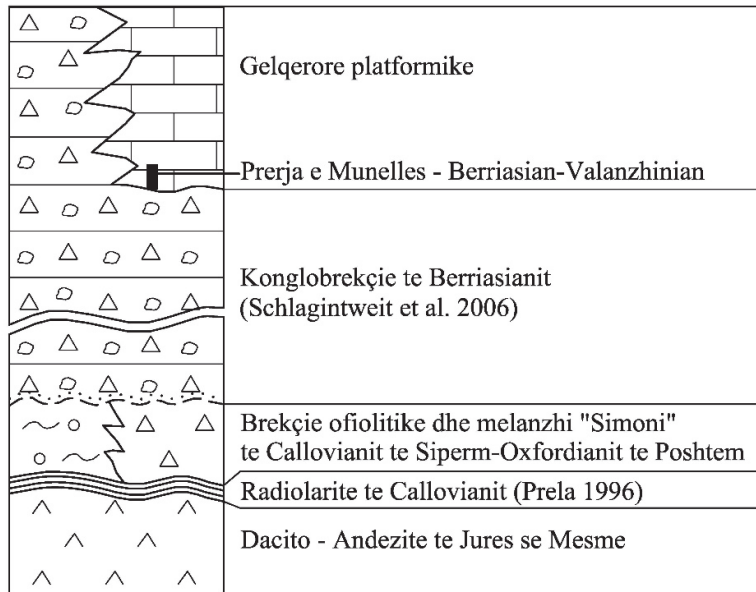 Gelqerore platformike
Prerja e Munelles - Berriasian-Valanzhinian
Konglobrekçie te Berriasianit
(Schlagintweit et al. 2006)
Brekçie ofiolitike dhe melanzhi "Simoni"
te Callovianit te Siperm-Oxfordianit te Poshtem
Radiolarite te Callovianit (Prela 1996)
Dacito - Andezite te Jures se Mesme